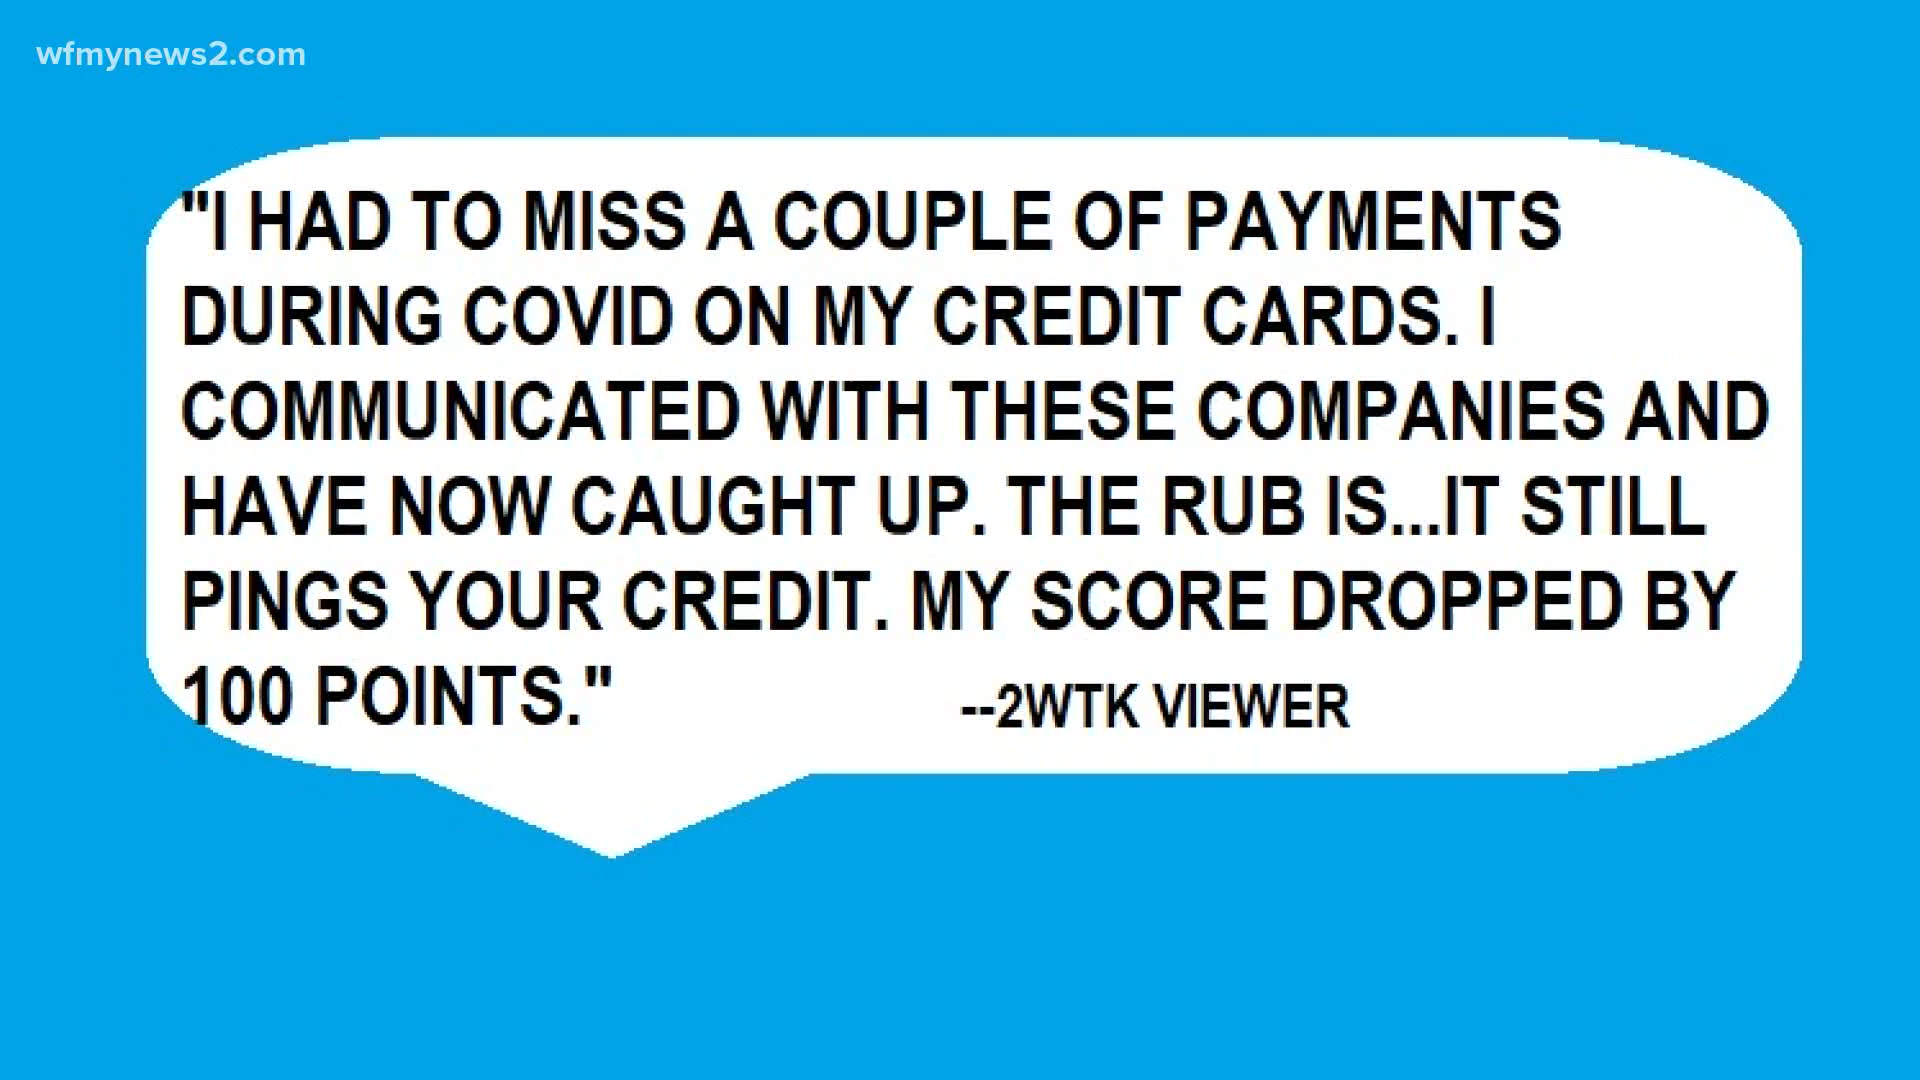 wfmynews2.com
"I HAD TO MISS A COUPLE OF PAYMENTS
DURING COVID ON MY CREDIT CARDS. I
COMMUNICATED WITH THESE COMPANIES AND
HAVE NOW CAUGHT UP. THE RUB IS...IT STILL
PINGS YOUR CREDIT. MY SCORE DROPPED BY
100 POINTS." --2WTK VIEWER